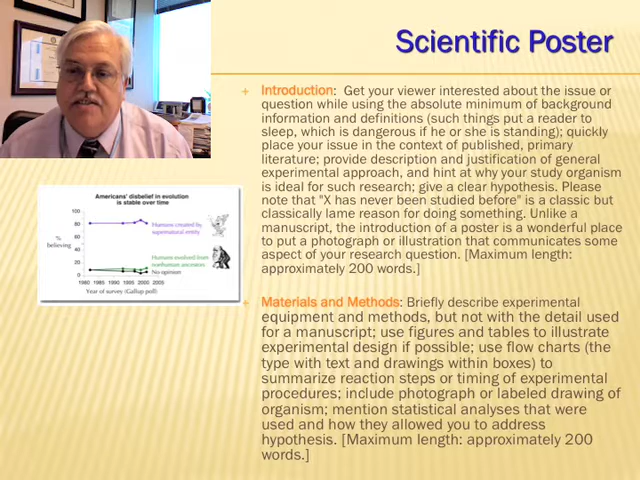 Scientific Poster
Introduction: Get your viewer interested about the issue or
question while using the absolute minimum of background
information and definitions (such things put a reader to
sleep, which is dangerous if he or she is standing); quickly
place your issue in the context of published, primary
literature; provide description and justification of general
experimental approach, and hint at why your study organism
is ideal for such research; give a clear hypothesis. Please
note that "X has never been studied before" is a classic but
classically lame reason for doing something. Unlike a
manuscript, the introduction of a poster is a wonderful place
to put a photograph or illustration that communicates some
aspect of your research question. [Maximum length:
approximately 200 words.]
Americans' disbelief in evolution
is stable over time
100
80
60
40
20
0
%
believing
Humans created by
supernatural entity
Humans evolved from
nonhuman ancestors
No opinion
1980 1985 1990 1995 2000 2005
Year of survey (Gallup poll)
Materials and Methods: Briefly describe experimental
equipment and methods, but not with the detail used
for a manuscript; use figures and tables to illustrate
experimental design if possible; use flow charts (the
type with text and drawings within boxes) to
summarize reaction steps or timing of experimental
procedures; include photograph or labeled drawing of
organism; mention statistical analyses that were
used and how they allowed you to address
hypothesis. [Maximum length: approximately 200
words.]